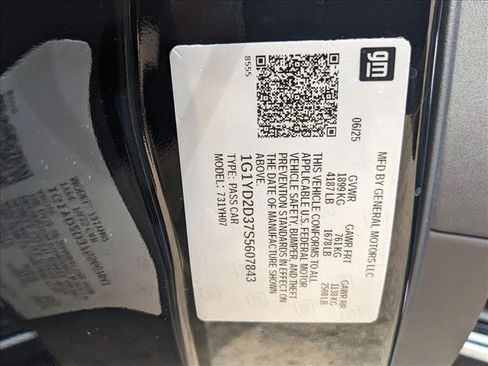 gm
8555
06/25
MFD BY GENERAL MOTORS LLC
GVWR GAWR FRT GAWR RR
1899 KG 761 KG 1138 KG
4187 LB 1678 LB 2509 LB
THIS VEHICLE CONFORMS TO ALL
APPLICABLE U.S. FEDERAL MOTOR
VEHICLE SAFETY, BUMPER, AND THEFT
PREVENTION STANDARDS IN EFFECT ON
THE DATE OF MANUFACTURE SHOWN
ABOVE.
1G1YD2D37S5607843
TYPE: PASS CAR
MODEL: 731YH07